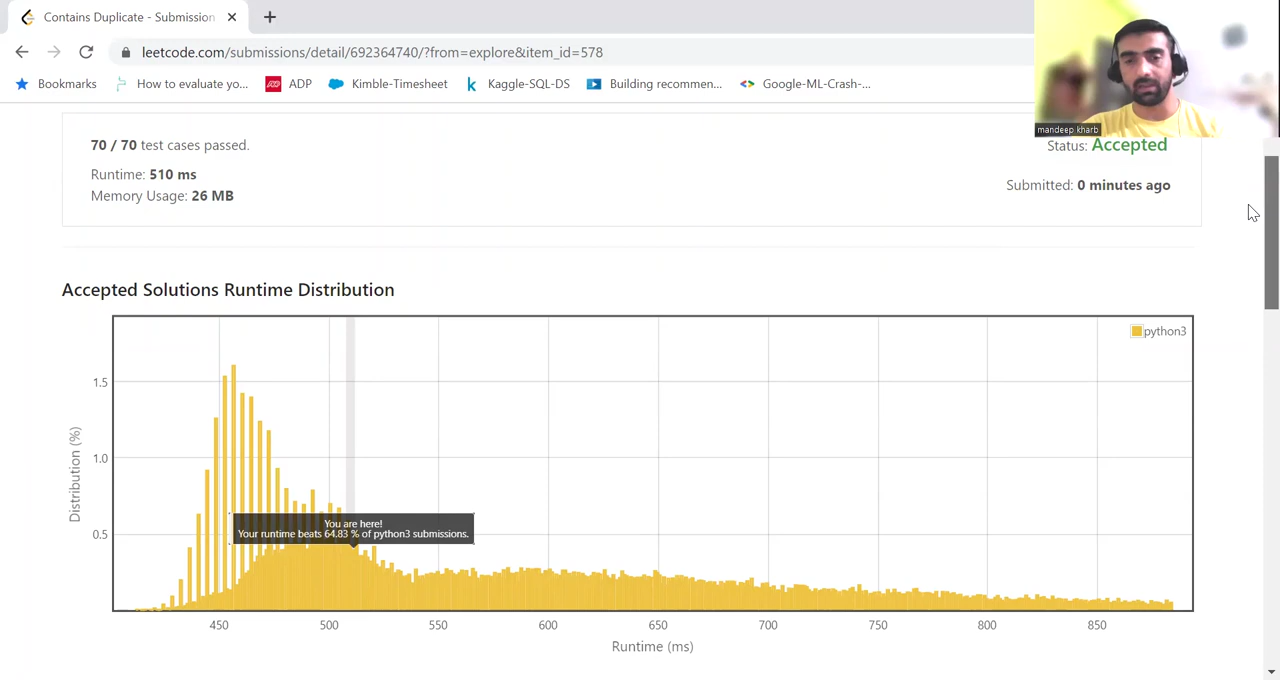 Contains Duplicate - Submission
leetcode.com/submissions/detail/692364740/?from=explore&item_id=578
Bookmarks
How to evaluate yo...
ADP
Kimble-Timesheet
Kaggle-SQL-DS
Building recommen...
Google-ML-Crash-...
mandeep kharb
70 / 70 test cases passed.
Status: Accepted
Runtime: 510 ms
Submitted: 0 minutes ago
Memory Usage: 26 MB
Accepted Solutions Runtime Distribution
python3
1.5
1.0
0.5
Distribution (%)
You are here!
Your runtime beats 64.83 % of python3 submissions.
450 500 550 600 650 700 750 800 850
Runtime (ms)